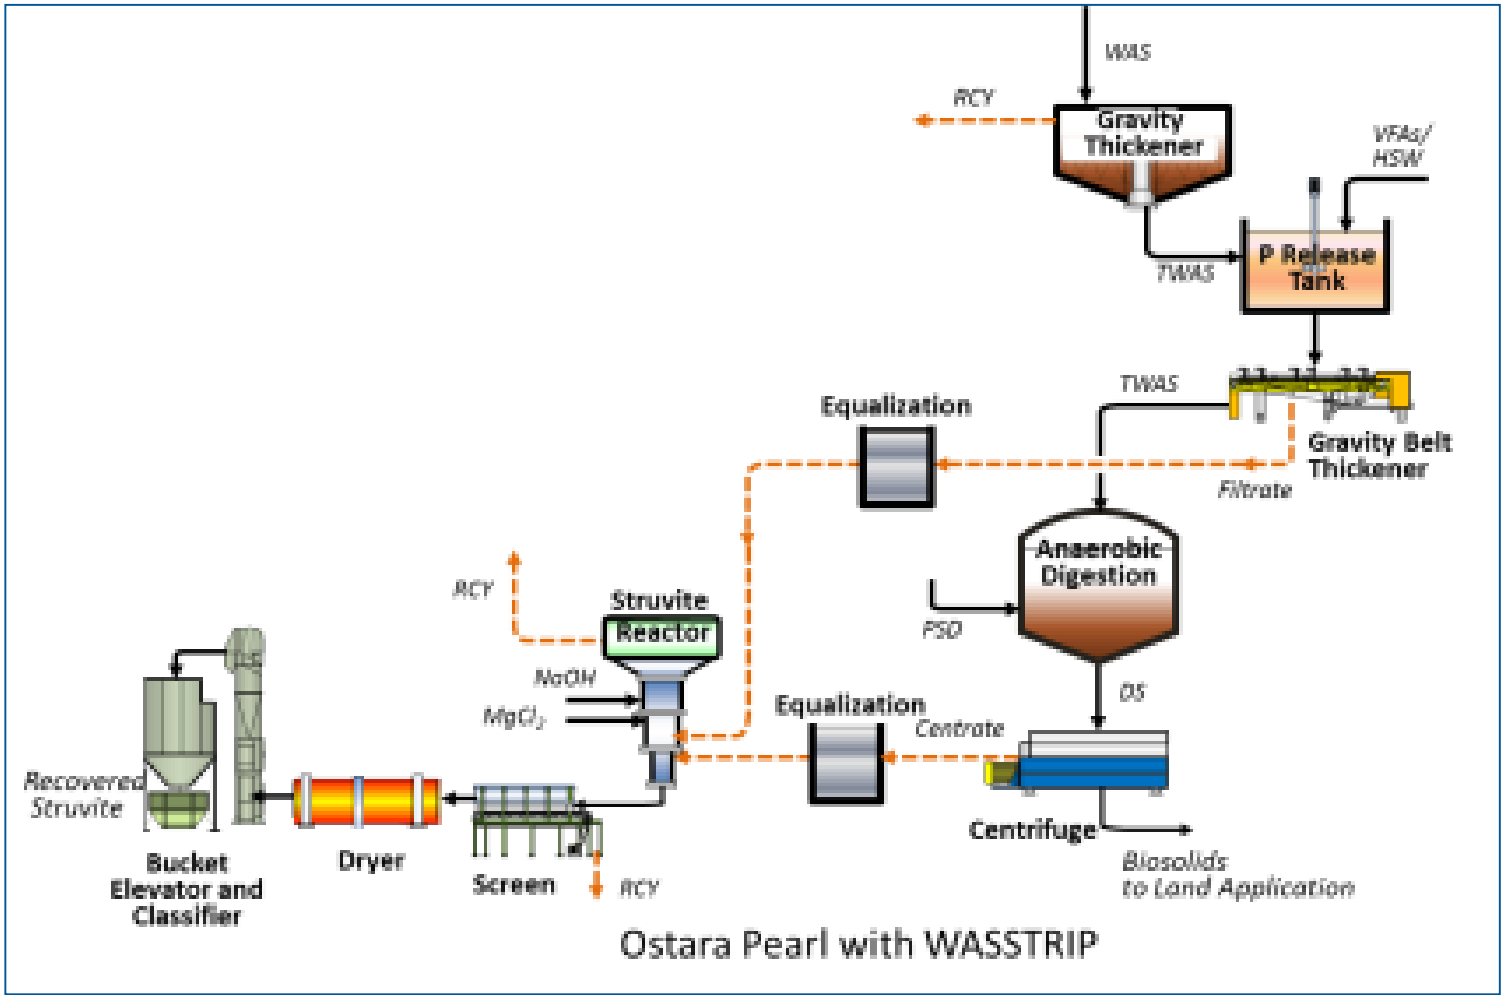 WAS
RCY
Gravity
Thickener
VFAs/
HSW
TWAS
P Release
Tank
TWAS
Equalization
Gravity Belt
Thickener
Filtrate
Anaerobic
Digestion
PSD
RCY
Struvite
Reactor
NaOH
MgCl₂
DS
Equalization
Centrate
Recovered
Struvite
Centrifuge
Biosolids
to Land Application
Bucket
Elevator and
Classifier
Dryer
Screen
RCY
Ostara Pearl with WASSTRIP